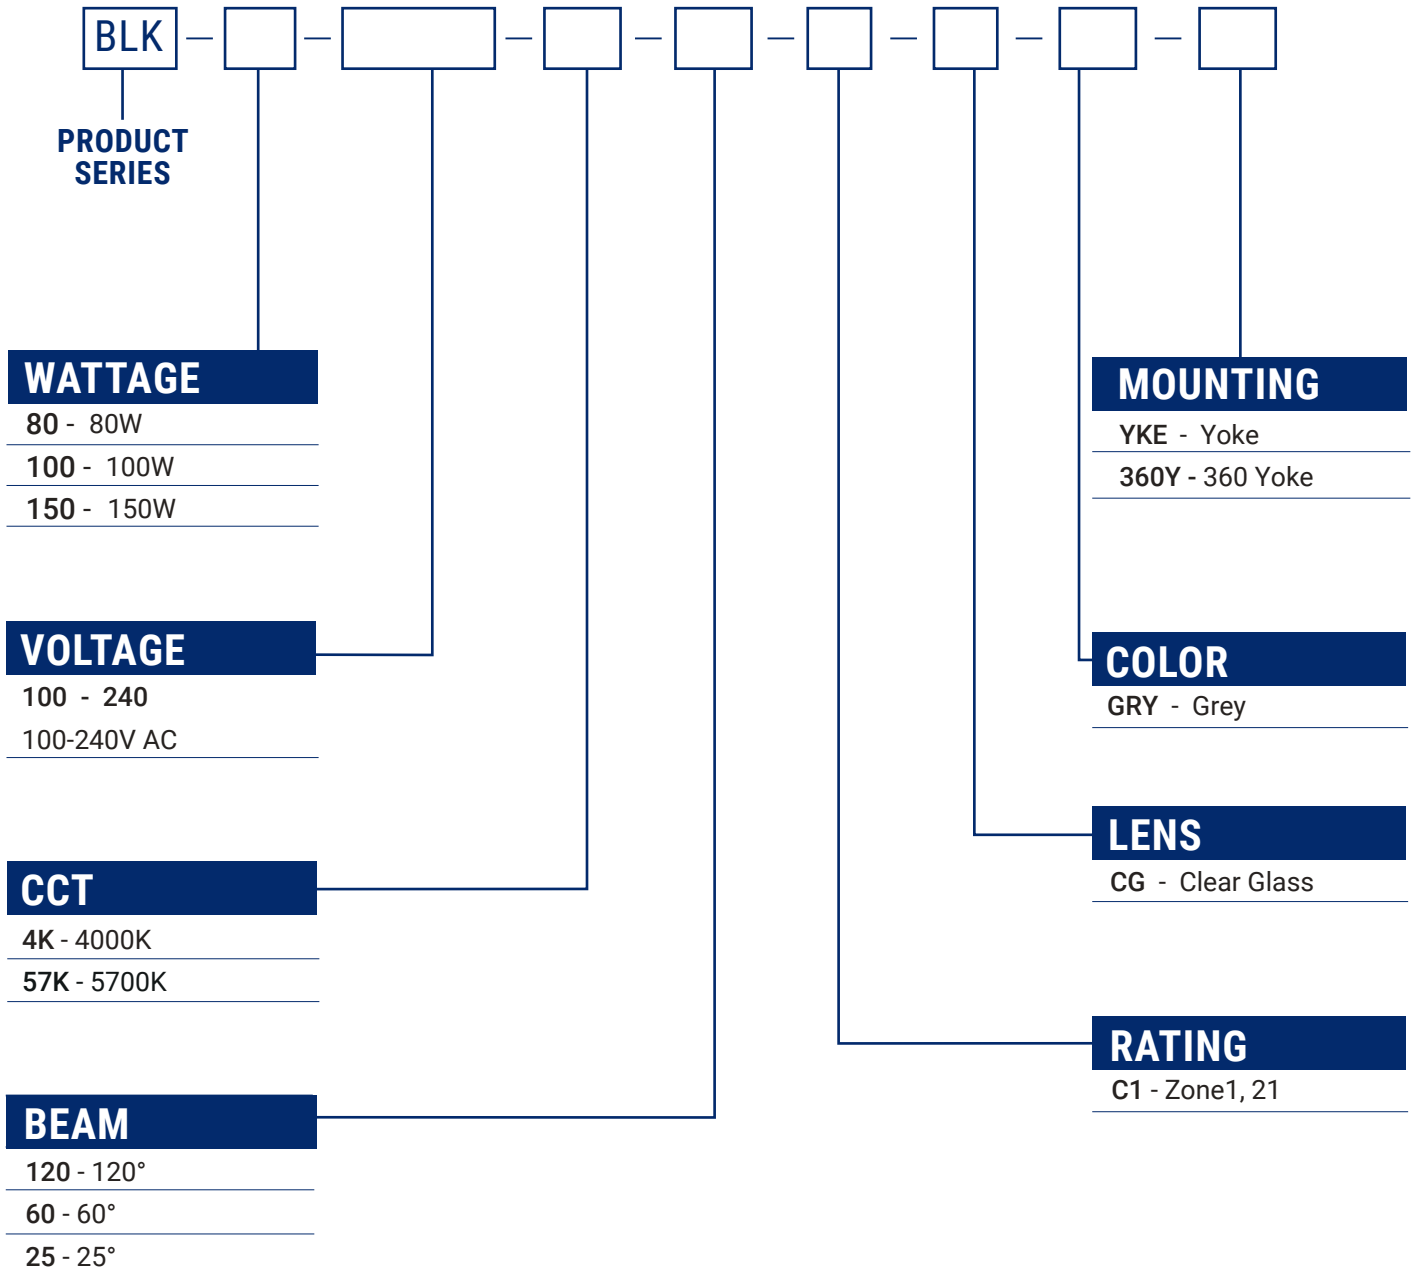 BLK — — — — — — — —
PRODUCT
SERIES
WATTAGE
80 - 80W
100 - 100W
150 - 150W
VOLTAGE
100 - 240
100-240V AC
CCT
4K - 4000K
57K - 5700K
BEAM
120 - 120°
60 - 60°
25 - 25°
MOUNTING
YKE - Yoke
360Y - 360 Yoke
COLOR
GRY - Grey
LENS
CG - Clear Glass
RATING
C1 - Zone1, 21